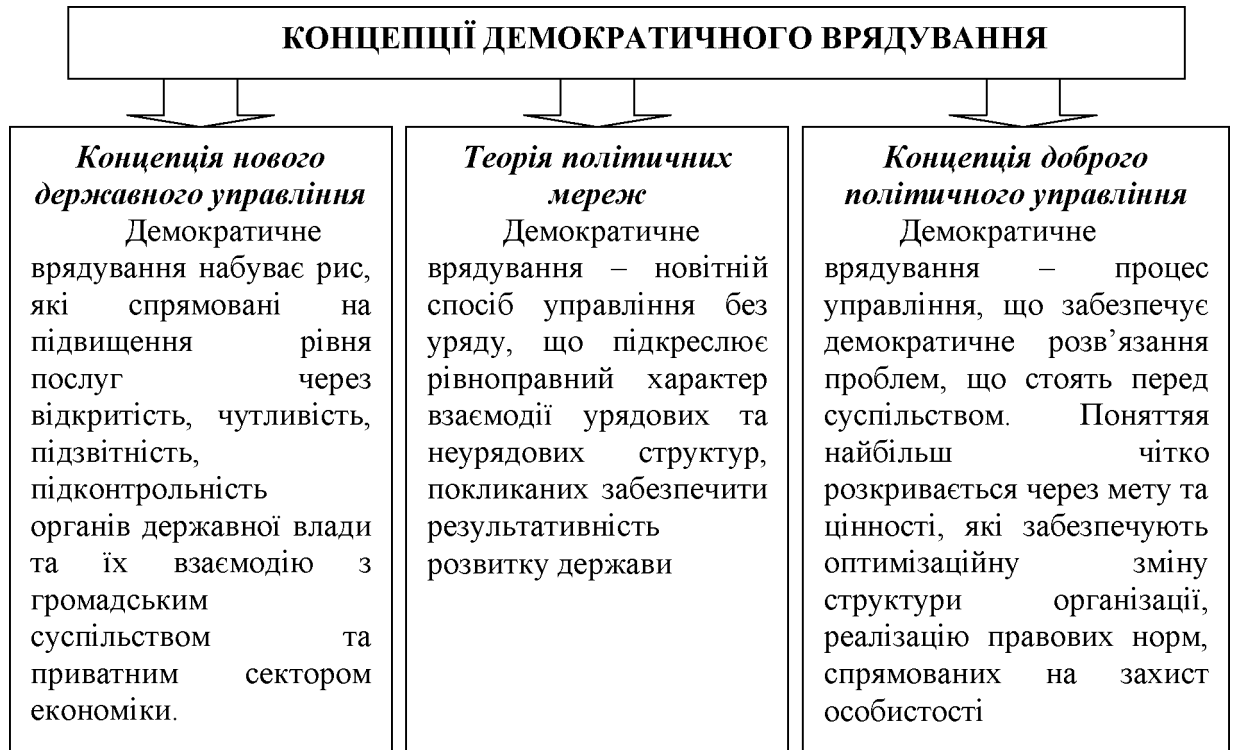 КОНЦЕПЦІЇ ДЕМОКРАТИЧНОГО ВРЯДУВАННЯ
Концепція нового
державного управління
Демократичне
врядування набуває рис,
які спрямовані на
підвищення рівня
послуг через
відкритість, чутливість,
підзвітність,
підконтрольність
органів державної влади
та їх взаємодію з
громадським
суспільством та
приватним сектором
економіки.
Теорія політичних
мереж
Демократичне
врядування – новітній
спосіб управління без
уряду, що підкреслює
рівноправний характер
взаємодії урядових та
неурядових структур,
покликаних забезпечити
результативність
розвитку держави
Концепція доброго
політичного управління
Демократичне
врядування – процес
управління, що забезпечує
демократичне розв’язання
проблем, що стоять перед
суспільством. Поняттяя
найбільш чітко
розкривається через мету та
цінності, які забезпечують
оптимізаційну зміну
структури організації,
реалізацію правових норм,
спрямованих на захист
особистості